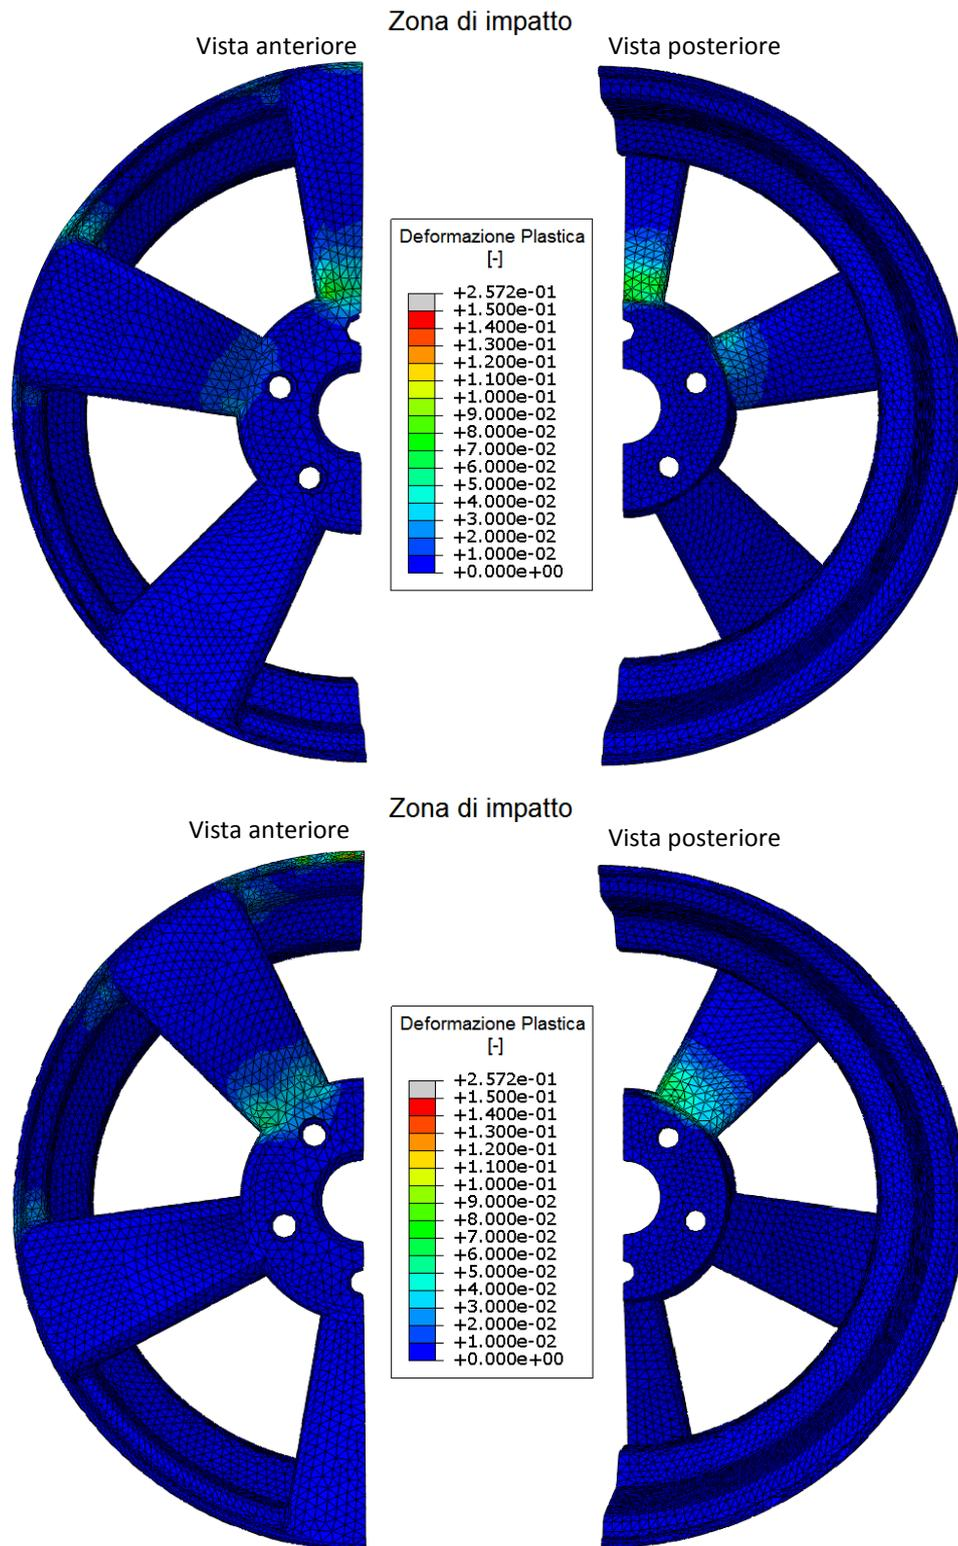 Zona di impatto
Vista anteriore
Vista posteriore
Deformazione Plastica
[-]
+2.572e-01
+1.500e-01
+1.400e-01
+1.300e-01
+1.200e-01
+1.100e-01
+1.000e-01
+9.000e-02
+8.000e-02
+7.000e-02
+6.000e-02
+5.000e-02
+4.000e-02
+3.000e-02
+2.000e-02
+1.000e-02
+0.000e+00
Zona di impatto
Vista anteriore
Vista posteriore
Deformazione Plastica
[-]
+2.572e-01
+1.500e-01
+1.400e-01
+1.300e-01
+1.200e-01
+1.100e-01
+1.000e-01
+9.000e-02
+8.000e-02
+7.000e-02
+6.000e-02
+5.000e-02
+4.000e-02
+3.000e-02
+2.000e-02
+1.000e-02
+0.000e+00